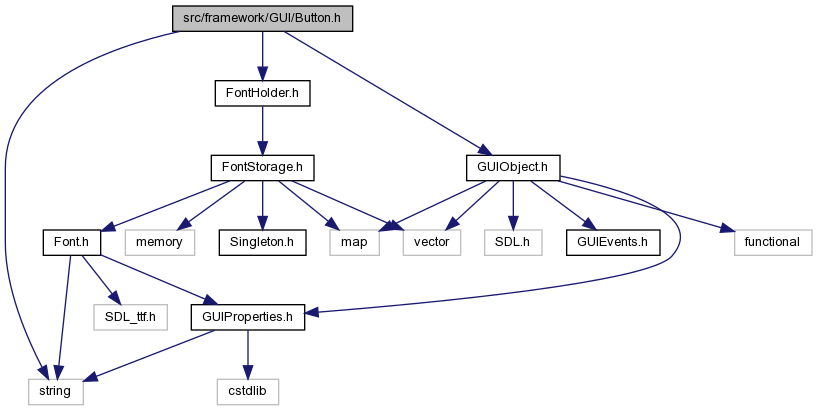 src/framework/GUI/Button.h
FontHolder.h
FontStorage.h
GUIObject.h
Font.h
memory
Singleton.h
map
vector
SDL.h
GUIEvents.h
functional
SDL_ttf.h
GUIProperties.h
string
cstdlib